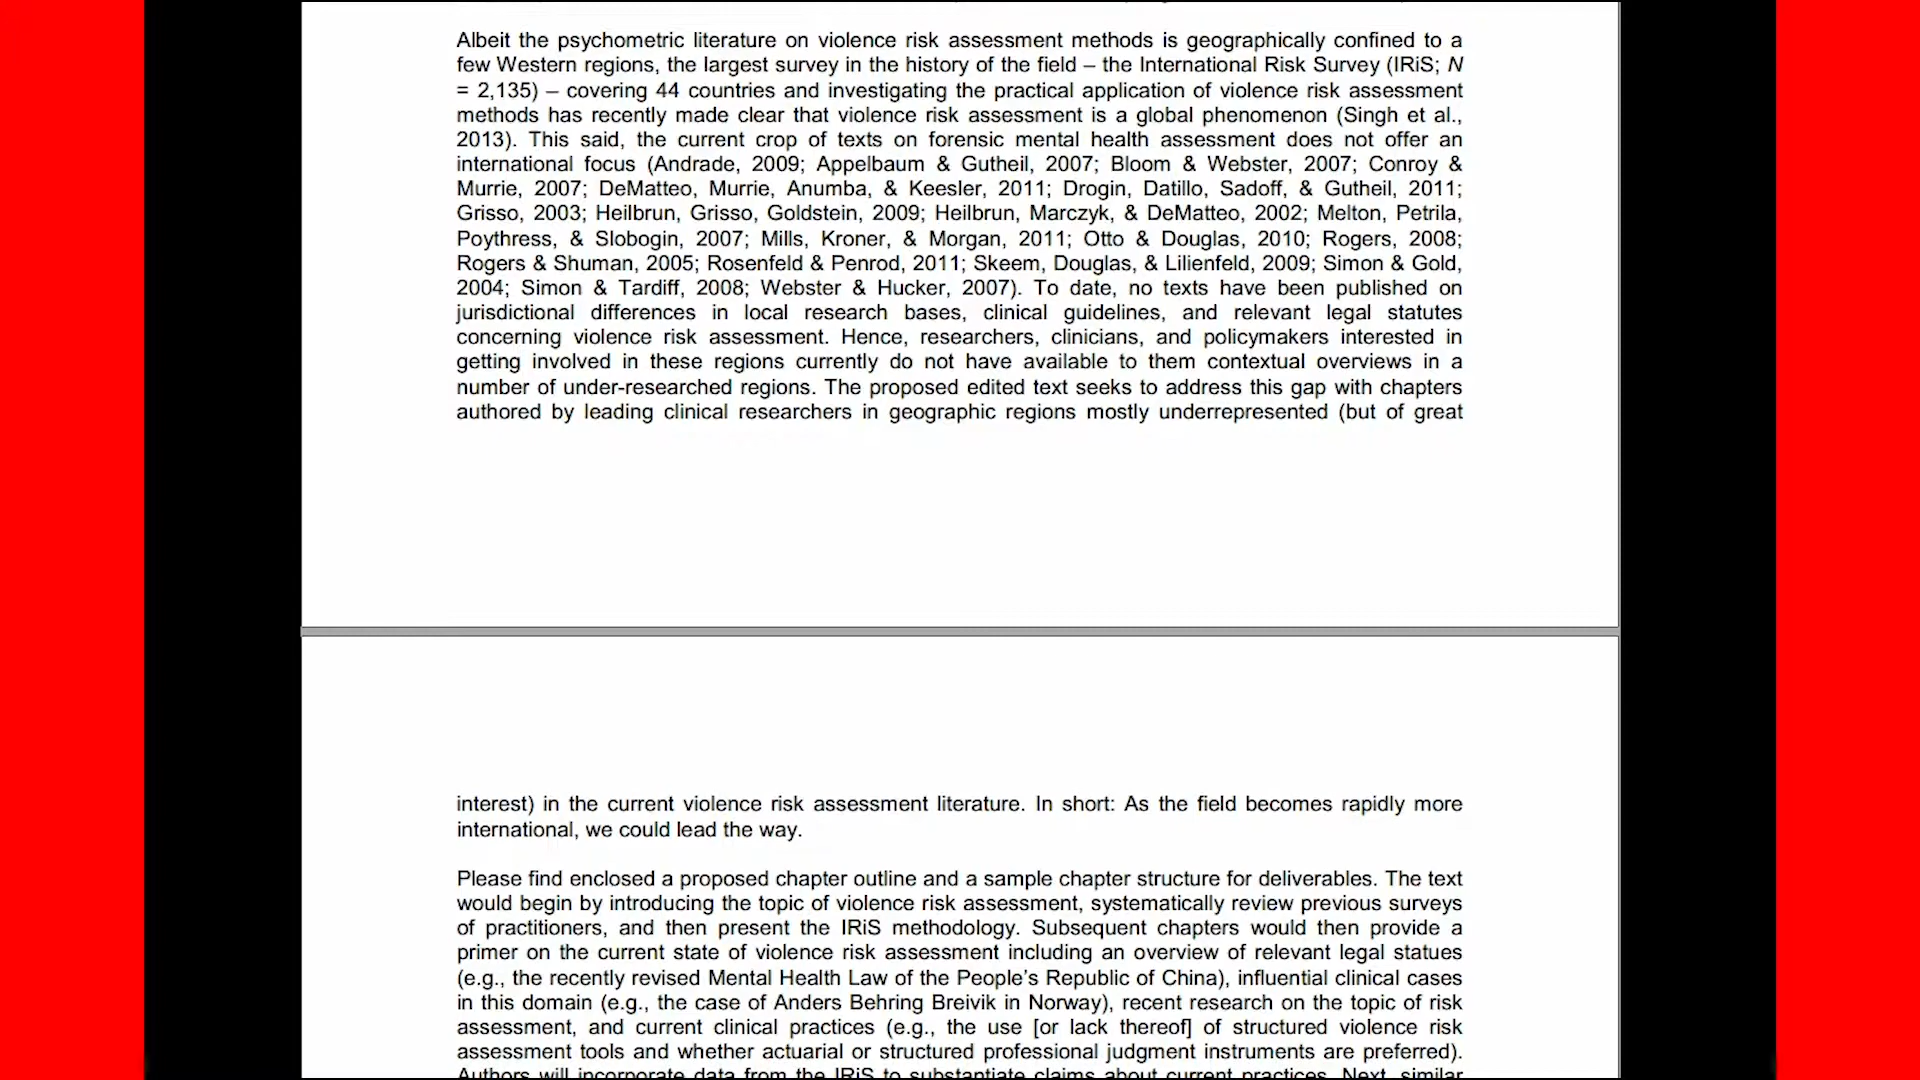 Albeit the psychometric literature on violence risk assessment methods is geographically confined to a
few Western regions, the largest survey in the history of the field – the International Risk Survey (IRiS; N
= 2,135) – covering 44 countries and investigating the practical application of violence risk assessment
methods has recently made clear that violence risk assessment is a global phenomenon (Singh et al.,
2013). This said, the current crop of texts on forensic mental health assessment does not offer an
international focus (Andrade, 2009; Appelbaum & Gutheil, 2007; Bloom & Webster, 2007; Conroy &
Murrie, 2007; DeMatteo, Murrie, Anumba, & Keesler, 2011; Drogin, Datillo, Sadoff, & Gutheil, 2011;
Grisso, 2003; Heilbrun, Grisso, Goldstein, 2009; Heilbrun, Marczyk, & DeMatteo, 2002; Melton, Petrila,
Poythress, & Slobogin, 2007; Mills, Kroner, & Morgan, 2011; Otto & Douglas, 2010; Rogers, 2008;
Rogers & Shuman, 2005; Rosenfeld & Penrod, 2011; Skeem, Douglas, & Lilienfeld, 2009; Simon & Gold,
2004; Simon & Tardiff, 2008; Webster & Hucker, 2007). To date, no texts have been published on
jurisdictional differences in local research bases, clinical guidelines, and relevant legal statutes
concerning violence risk assessment. Hence, researchers, clinicians, and policymakers interested in
getting involved in these regions currently do not have available to them contextual overviews in a
number of under-researched regions. The proposed edited text seeks to address this gap with chapters
authored by leading clinical researchers in geographic regions mostly underrepresented (but of great
interest) in the current violence risk assessment literature. In short: As the field becomes rapidly more
international, we could lead the way.
Please find enclosed a proposed chapter outline and a sample chapter structure for deliverables. The text
would begin by introducing the topic of violence risk assessment, systematically review previous surveys
of practitioners, and then present the IRiS methodology. Subsequent chapters would then provide a
primer on the current state of violence risk assessment including an overview of relevant legal statues
(e.g., the recently revised Mental Health Law of the People's Republic of China), influential clinical cases
in this domain (e.g., the case of Anders Behring Breivik in Norway), recent research on the topic of risk
assessment, and current clinical practices (e.g., the use [or lack thereof] of structured violence risk
assessment tools and whether actuarial or structured professional judgment instruments are preferred).
Authors will incorporate data from the IRiS to substantiate claims about current practices. Next, similar